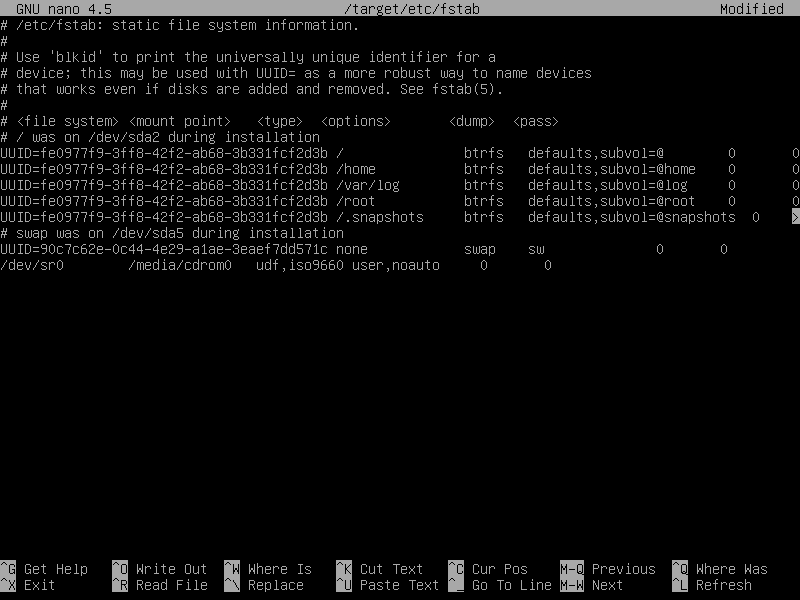 GNU nano 4.5 /target/etc/fstab Modified
# /etc/fstab: static file system information.
#
# Use 'blkid' to print the universally unique identifier for a
# device; this may be used with UUID= as a more robust way to name devices
# that works even if disks are added and removed. See fstab(5).
#
# <file system> <mount point>   <type>  <options>       <dump>  <pass>
# / was on /dev/sda2 during installation
UUID=fe0977f9-3ff8-42f2-ab68-3b331fcf2d3b /               btrfs   defaults,subvol=@        0       0
UUID=fe0977f9-3ff8-42f2-ab68-3b331fcf2d3b /home           btrfs   defaults,subvol=@home    0       0
UUID=fe0977f9-3ff8-42f2-ab68-3b331fcf2d3b /var/log        btrfs   defaults,subvol=@log     0       0
UUID=fe0977f9-3ff8-42f2-ab68-3b331fcf2d3b /root           btrfs   defaults,subvol=@root    0       0
UUID=fe0977f9-3ff8-42f2-ab68-3b331fcf2d3b /.snapshots     btrfs   defaults,subvol=@snapshots  0    >
# swap was on /dev/sda5 during installation
UUID=90c7c62e-0c44-4e29-a1ae-3eaef7dd571c none            swap    sw              0       0
/dev/sr0        /media/cdrom0   udf,iso9660 user,noauto     0       0
^G Get Help   ^O Write Out  ^W Where Is   ^K Cut Text   ^C Cur Pos    M-Q Previous  ^Q Where Was
^X Exit       ^R Read File  ^\ Replace    ^U Paste Text ^_ Go To Line M-W Next      ^L Refresh